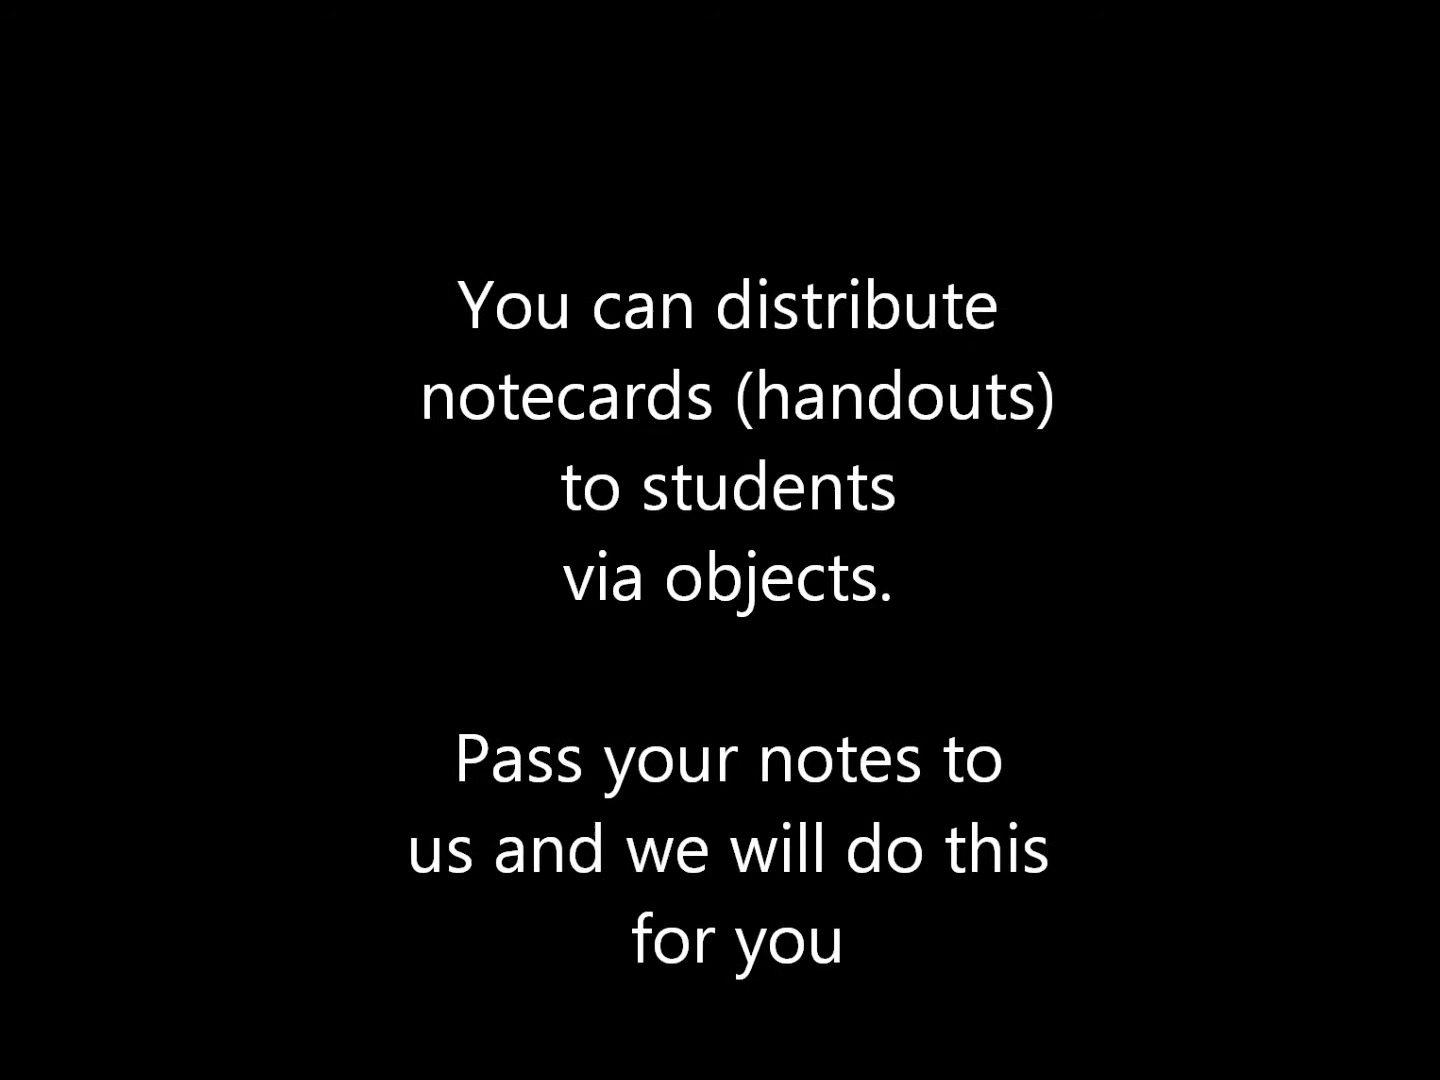 You can distribute
notecards (handouts)
to students
via objects.
Pass your notes to
us and we will do this
for you